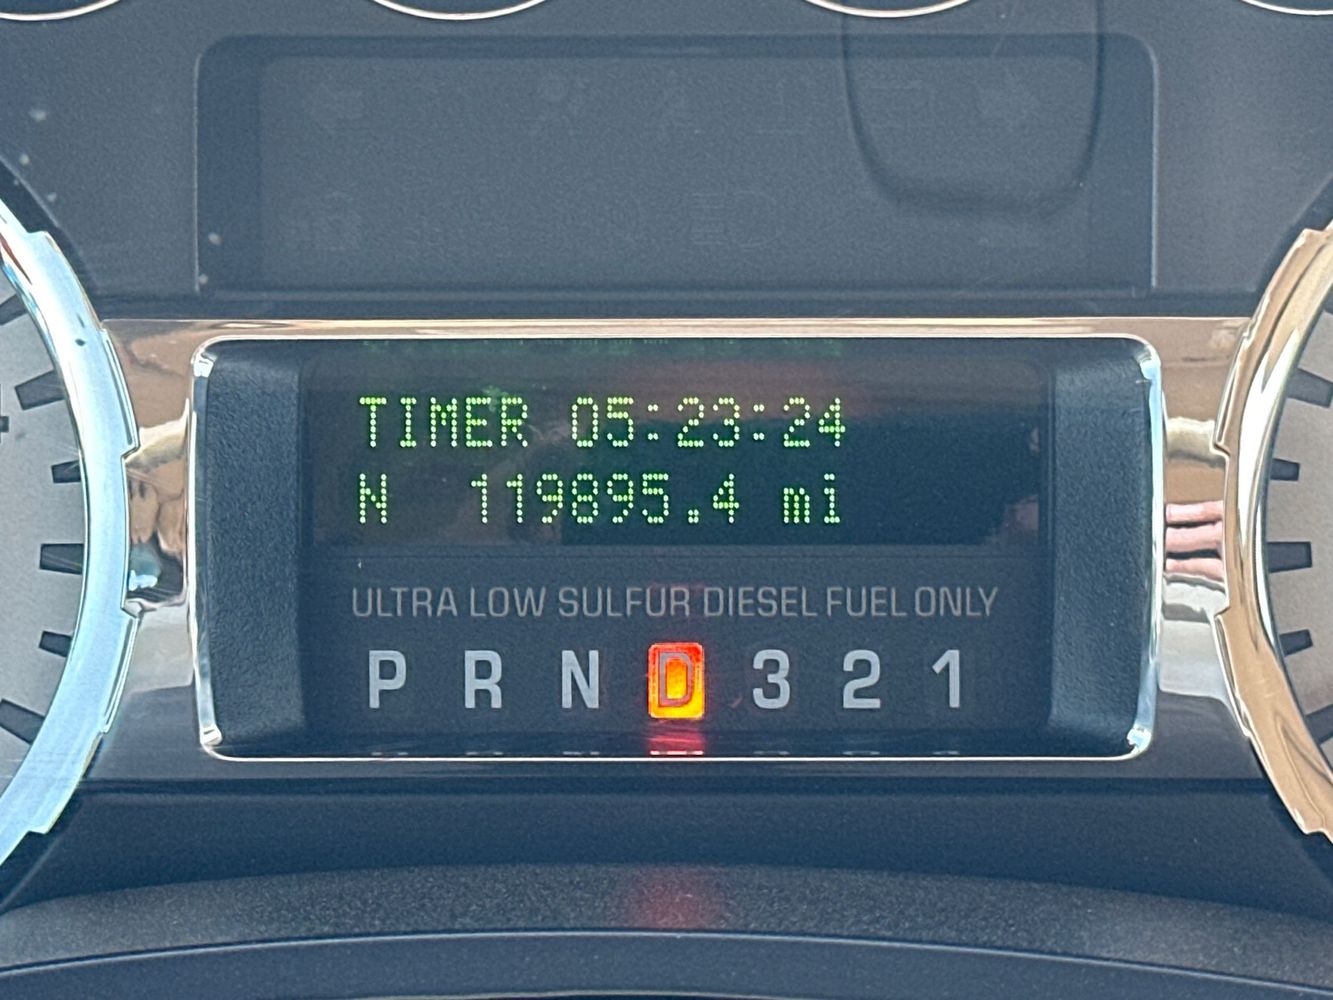 TIMER 05:23:24
N 119895.4 mi
ULTRA LOW SULFUR DIESEL FUEL ONLY
P R N D 3 2 1